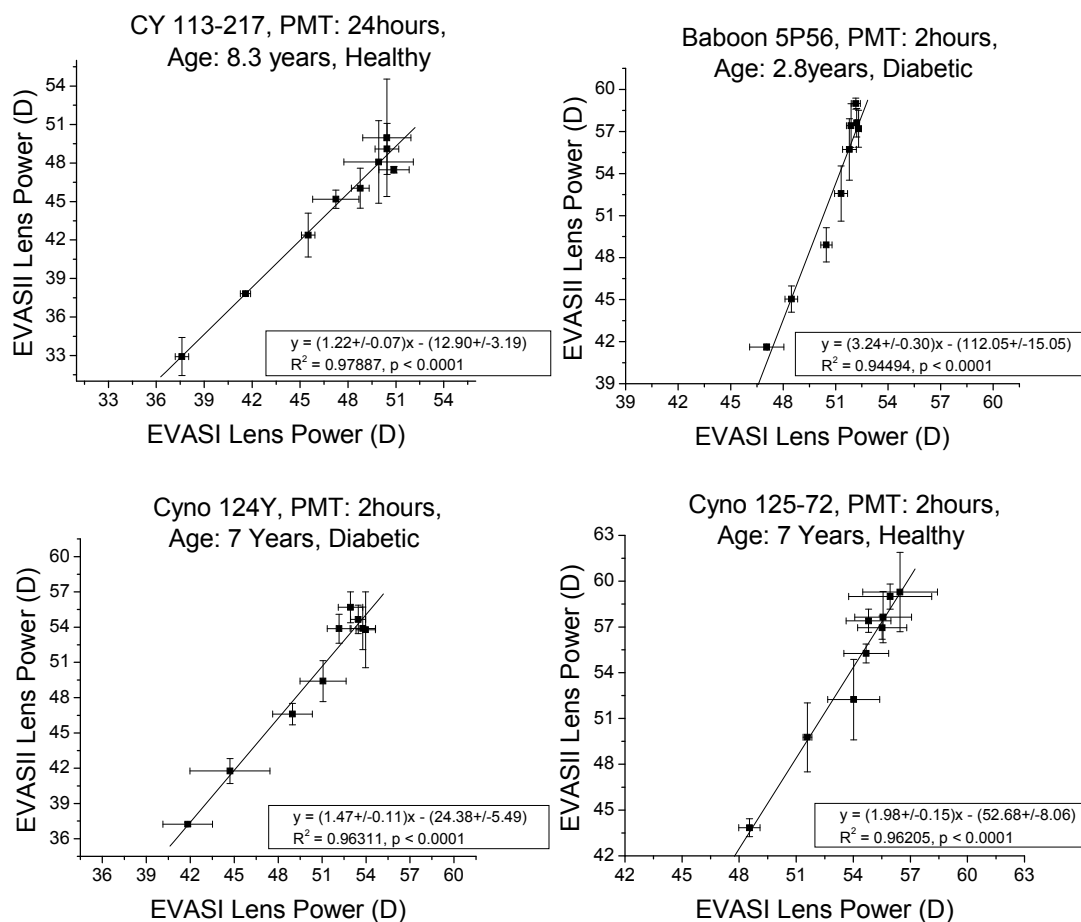 CY 113-217, PMT: 24hours,
Age: 8.3 years, Healthy
EVASII Lens Power (D)
54
51
48
45
42
39
36
33
y = (1.22+/-0.07)x - (12.90+/-3.19)
R² = 0.97887, p < 0.0001
33 36 39 42 45 48 51 54
EVASI Lens Power (D)
Baboon 5P56, PMT: 2hours,
Age: 2.8years, Diabetic
EVASII Lens Power (D)
60
57
54
51
48
45
42
39
y = (3.24+/-0.30)x - (112.05+/-15.05)
R² = 0.94494, p < 0.0001
39 42 45 48 51 54 57 60
EVASI Lens Power (D)
Cyno 124Y, PMT: 2hours,
Age: 7 Years, Diabetic
EVASII Lens Power (D)
60
57
54
51
48
45
42
39
36
y = (1.47+/-0.11)x - (24.38+/-5.49)
R² = 0.96311, p < 0.0001
36 39 42 45 48 51 54 57 60
EVASI Lens Power (D)
Cyno 125-72, PMT: 2hours,
Age: 7 Years, Healthy
EVASII Lens Power (D)
63
60
57
54
51
48
45
42
y = (1.98+/-0.15)x - (52.68+/-8.06)
R² = 0.96205, p < 0.0001
42 45 48 51 54 57 60 63
EVASI Lens Power (D)